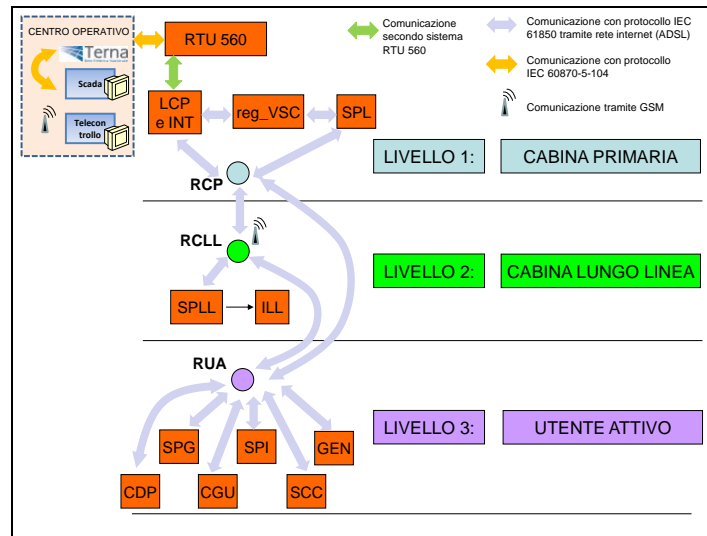 CENTRO OPERATIVO
Terna
Scada
Telecon
trollo
RTU 560
Comunicazione
secondo sistema
RTU 560
Comunicazione con protocollo IEC
61850 tramite rete internet (ADSL)
Comunicazione con protocollo
IEC 60870-5-104
Comunicazione tramite GSM
LCP
e INT
reg_VSC
SPL
RCP
LIVELLO 1:
CABINA PRIMARIA
RCLL
SPLL
ILL
LIVELLO 2:
CABINA LUNGO LINEA
RUA
SPG
SPI
GEN
CDP
CGU
SCC
LIVELLO 3:
UTENTE ATTIVO